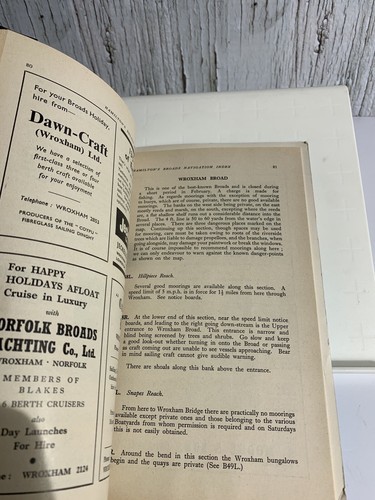 80
For your Broads Holiday,
hire from—
Dawn-Craft
(Wroxham) Ltd.
We have a selection of
first-class three or four
berth craft available
for your enjoyment
Telephone : WROXHAM 2051
PRODUCERS OF THE
FIBREGLASS SAILING DINGHY
For HAPPY
HOLIDAYS AFLOAT
Cruise in Luxury
with
NORFOLK BROADS
YACHTING Co., Ltd.
WROXHAM · NORFOLK
MEMBERS OF
BLAKES
6 BERTH CRUISERS
also
Day Launches
For Hire
WROXHAM 2124
HAMILTON'S BROADS NAVIGATION INDEX 81
WROXHAM BROAD
This is one of the best-known Broads and is closed during
a short period in February. A charge is made for
fishing. As regards moorings with the exception of mooring
buoys, which are of course, private, there are no good available
moorings. The banks on the west side being private, on the east
mainly reeds and marsh, on the south, excepting where the reeds
are, a flat shallow shelf runs out a considerable distance into the
Broad. The 4 ft. line is 50 to 60 yards from the water's edge in
several places. There are three dangerous places marked on the
map. Continuing up this section, though spaces may be used
for mooring, care must be taken owing to roots of the riverside
trees which are liable to damage propellors, and the branches, when
going alongside, may damage your paintwork or break the windows.
It is of course impossible to recommend moorings along here ;
we can only endeavour to warn against the known danger-points
as shown on the map.
Hillpiece Reach.
Several good moorings are available along this section. A
speed limit of 5 m.p.h. is in force for 1¼ miles from here through
Wroxham. See notice boards.
At the lower end of this section, near the speed limit notice
boards, and leading to the right going down-stream is the Upper
entrance to Wroxham Broad. This entrance is narrow and
blind being screened by trees and shrubs. Go slow and keep
a good look-out whether turning in unto the Broad or passing
as craft coming out are unable to see vessels approaching. Bear
in mind sailing craft cannot give audible warning.
There are shoals along this bank above the entrance.
Snapes Reach.
From here to Wroxham Bridge there are practically no moorings
available except private ones and those belonging to the various
Boatyards from whom permission is required and on Saturdays
this is not easily obtained.
Around the bend in this section the Wroxham bungalows
begin and the quays are private (See B49L.)